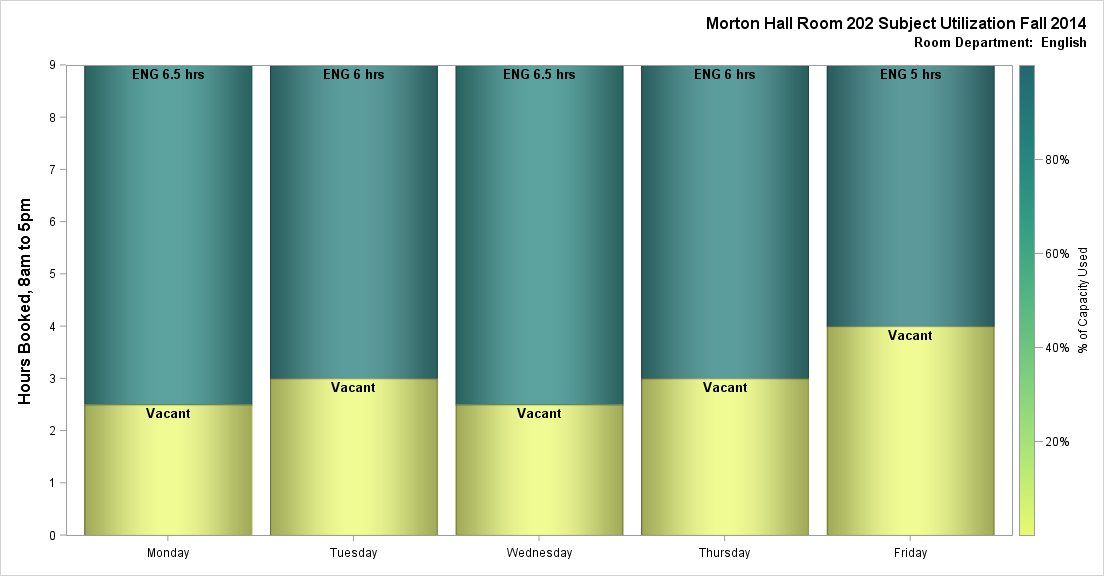 Morton Hall Room 202 Subject Utilization Fall 2014
Room Department: English
Hours Booked, 8am to 5pm
9
8
7
6
5
4
3
2
1
0
ENG 6.5 hrs
Vacant
ENG 6 hrs
Vacant
ENG 6.5 hrs
Vacant
ENG 6 hrs
Vacant
ENG 5 hrs
Vacant
Monday
Tuesday
Wednesday
Thursday
Friday
80%
60%
40%
20%
% of Capacity Used